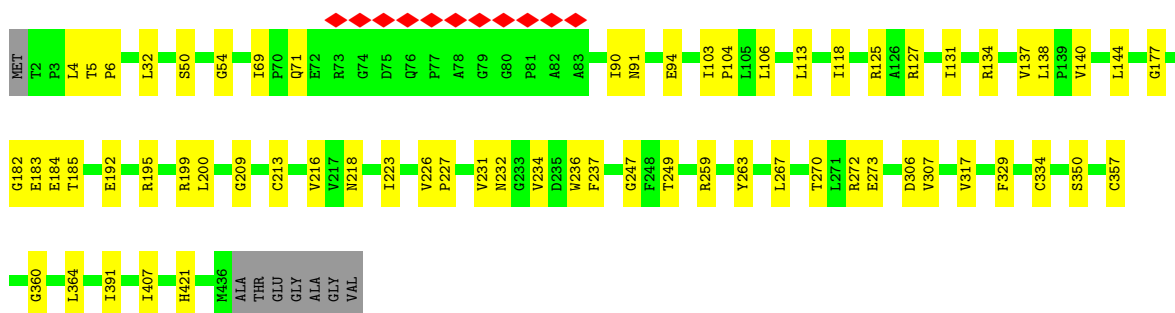 MET T2 P3 L4 T5 P6 L32 S50 G54 I69 P70 Q71 E72 R73 G74 D75 Q76 P77 A78 G79 G80 P81 A82 A83 I90 N91 E94 I103 P104 L105 L106 L113 I118 R125 A126 R127 I131 R134 V137 L138 P139 V140 L144 G177
G182 E183 E184 T185 E192 R195 R199 L200 G209 C213 V216 V217 N218 I223 V226 P227 V231 N232 G233 V234 D235 W236 F237 G247 F248 T249 R259 Y263 L267 T270 L271 R272 E273 D306 V307 V317 F329 C334 S350 C357
G360 L364 I391 I407 H421 M436 ALA THR GLU GLY ALA GLY VAL